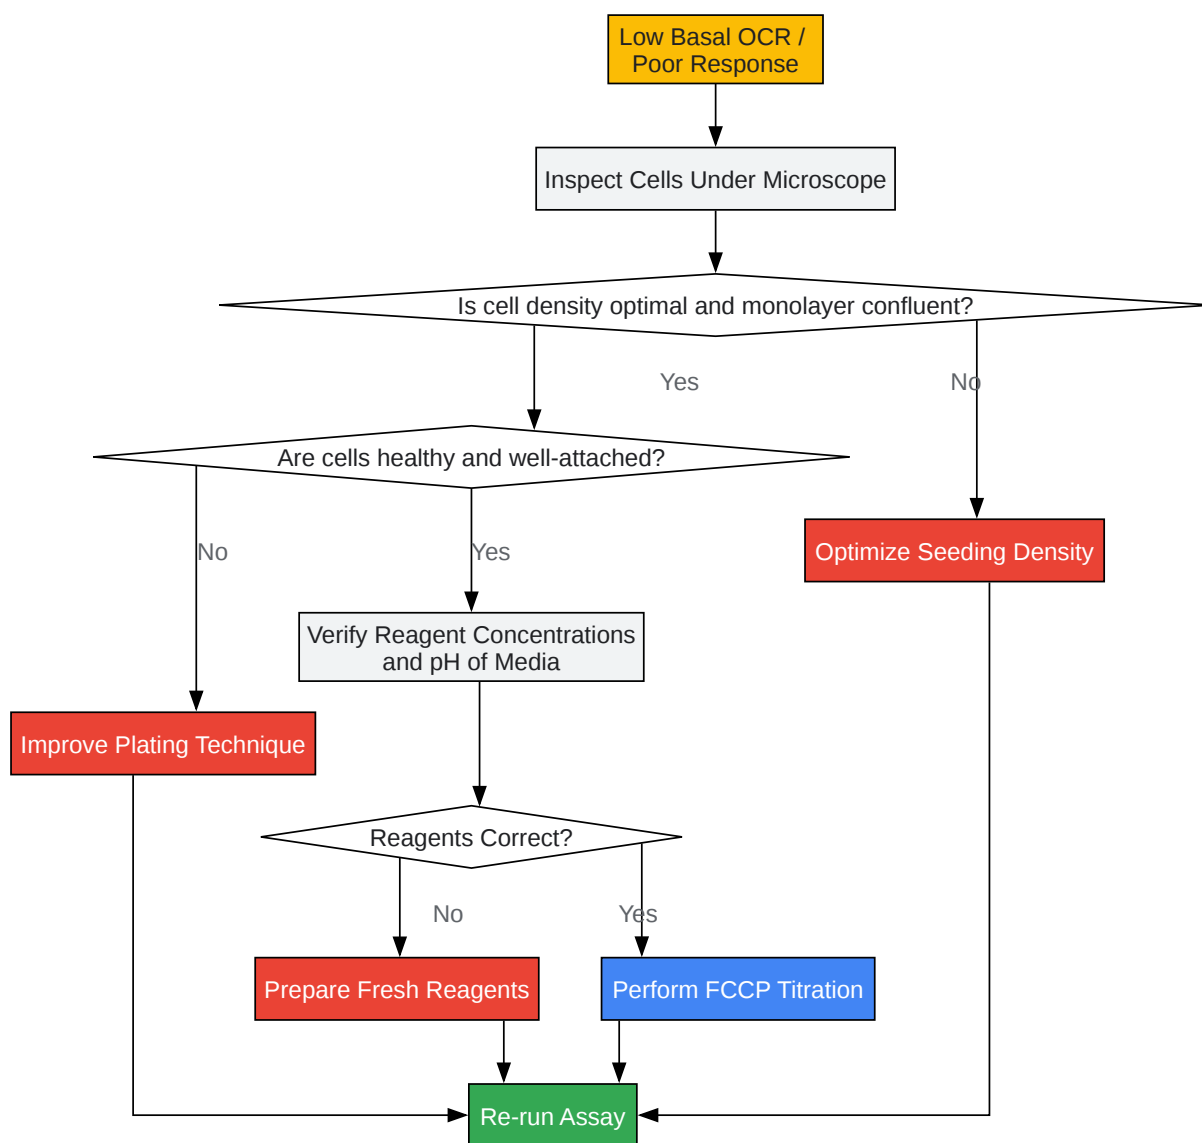 Low Basal OCR /
Poor Response
Inspect Cells Under Microscope
Is cell density optimal and monolayer confluent?
Yes
No
Are cells healthy and well-attached?
No
Yes
Optimize Seeding Density
Verify Reagent Concentrations
and pH of Media
Improve Plating Technique
Reagents Correct?
No
Yes
Prepare Fresh Reagents
Perform FCCP Titration
Re-run Assay